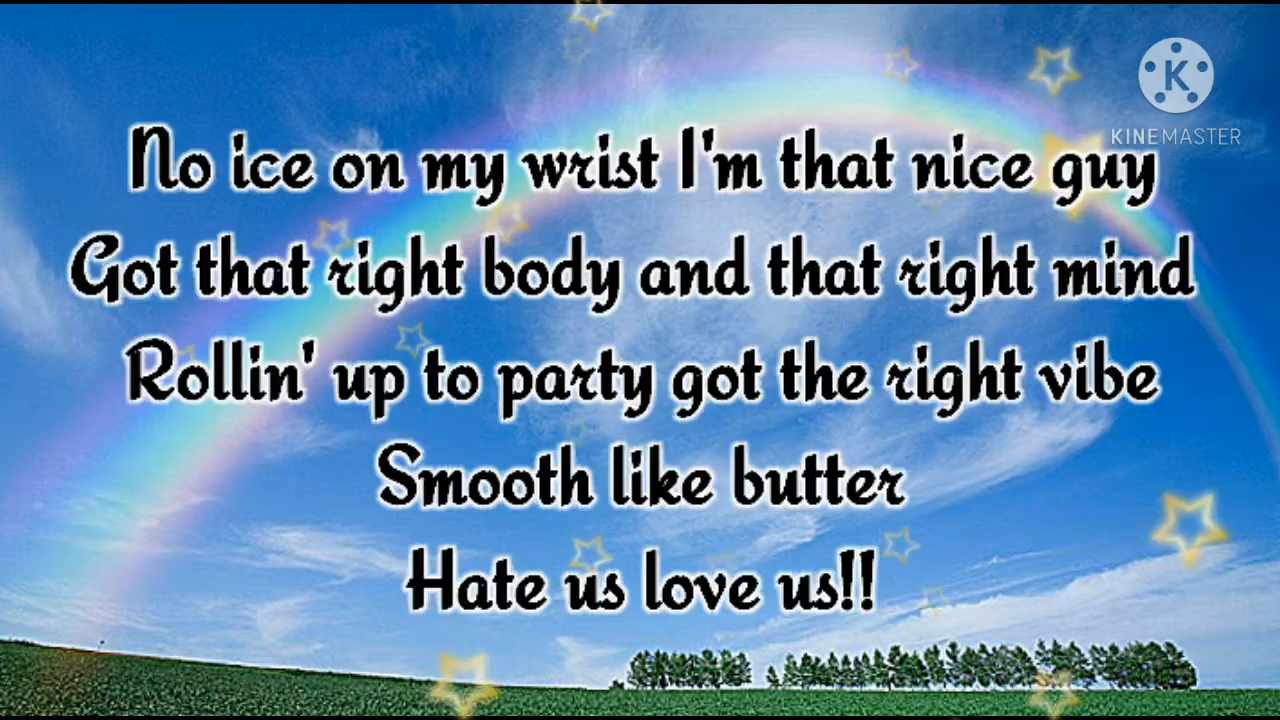 KINEMASTER
No ice on my wrist I'm that nice guy
Got that right body and that right mind
Rollin' up to party got the right vibe
Smooth like butter
Hate us love us!!